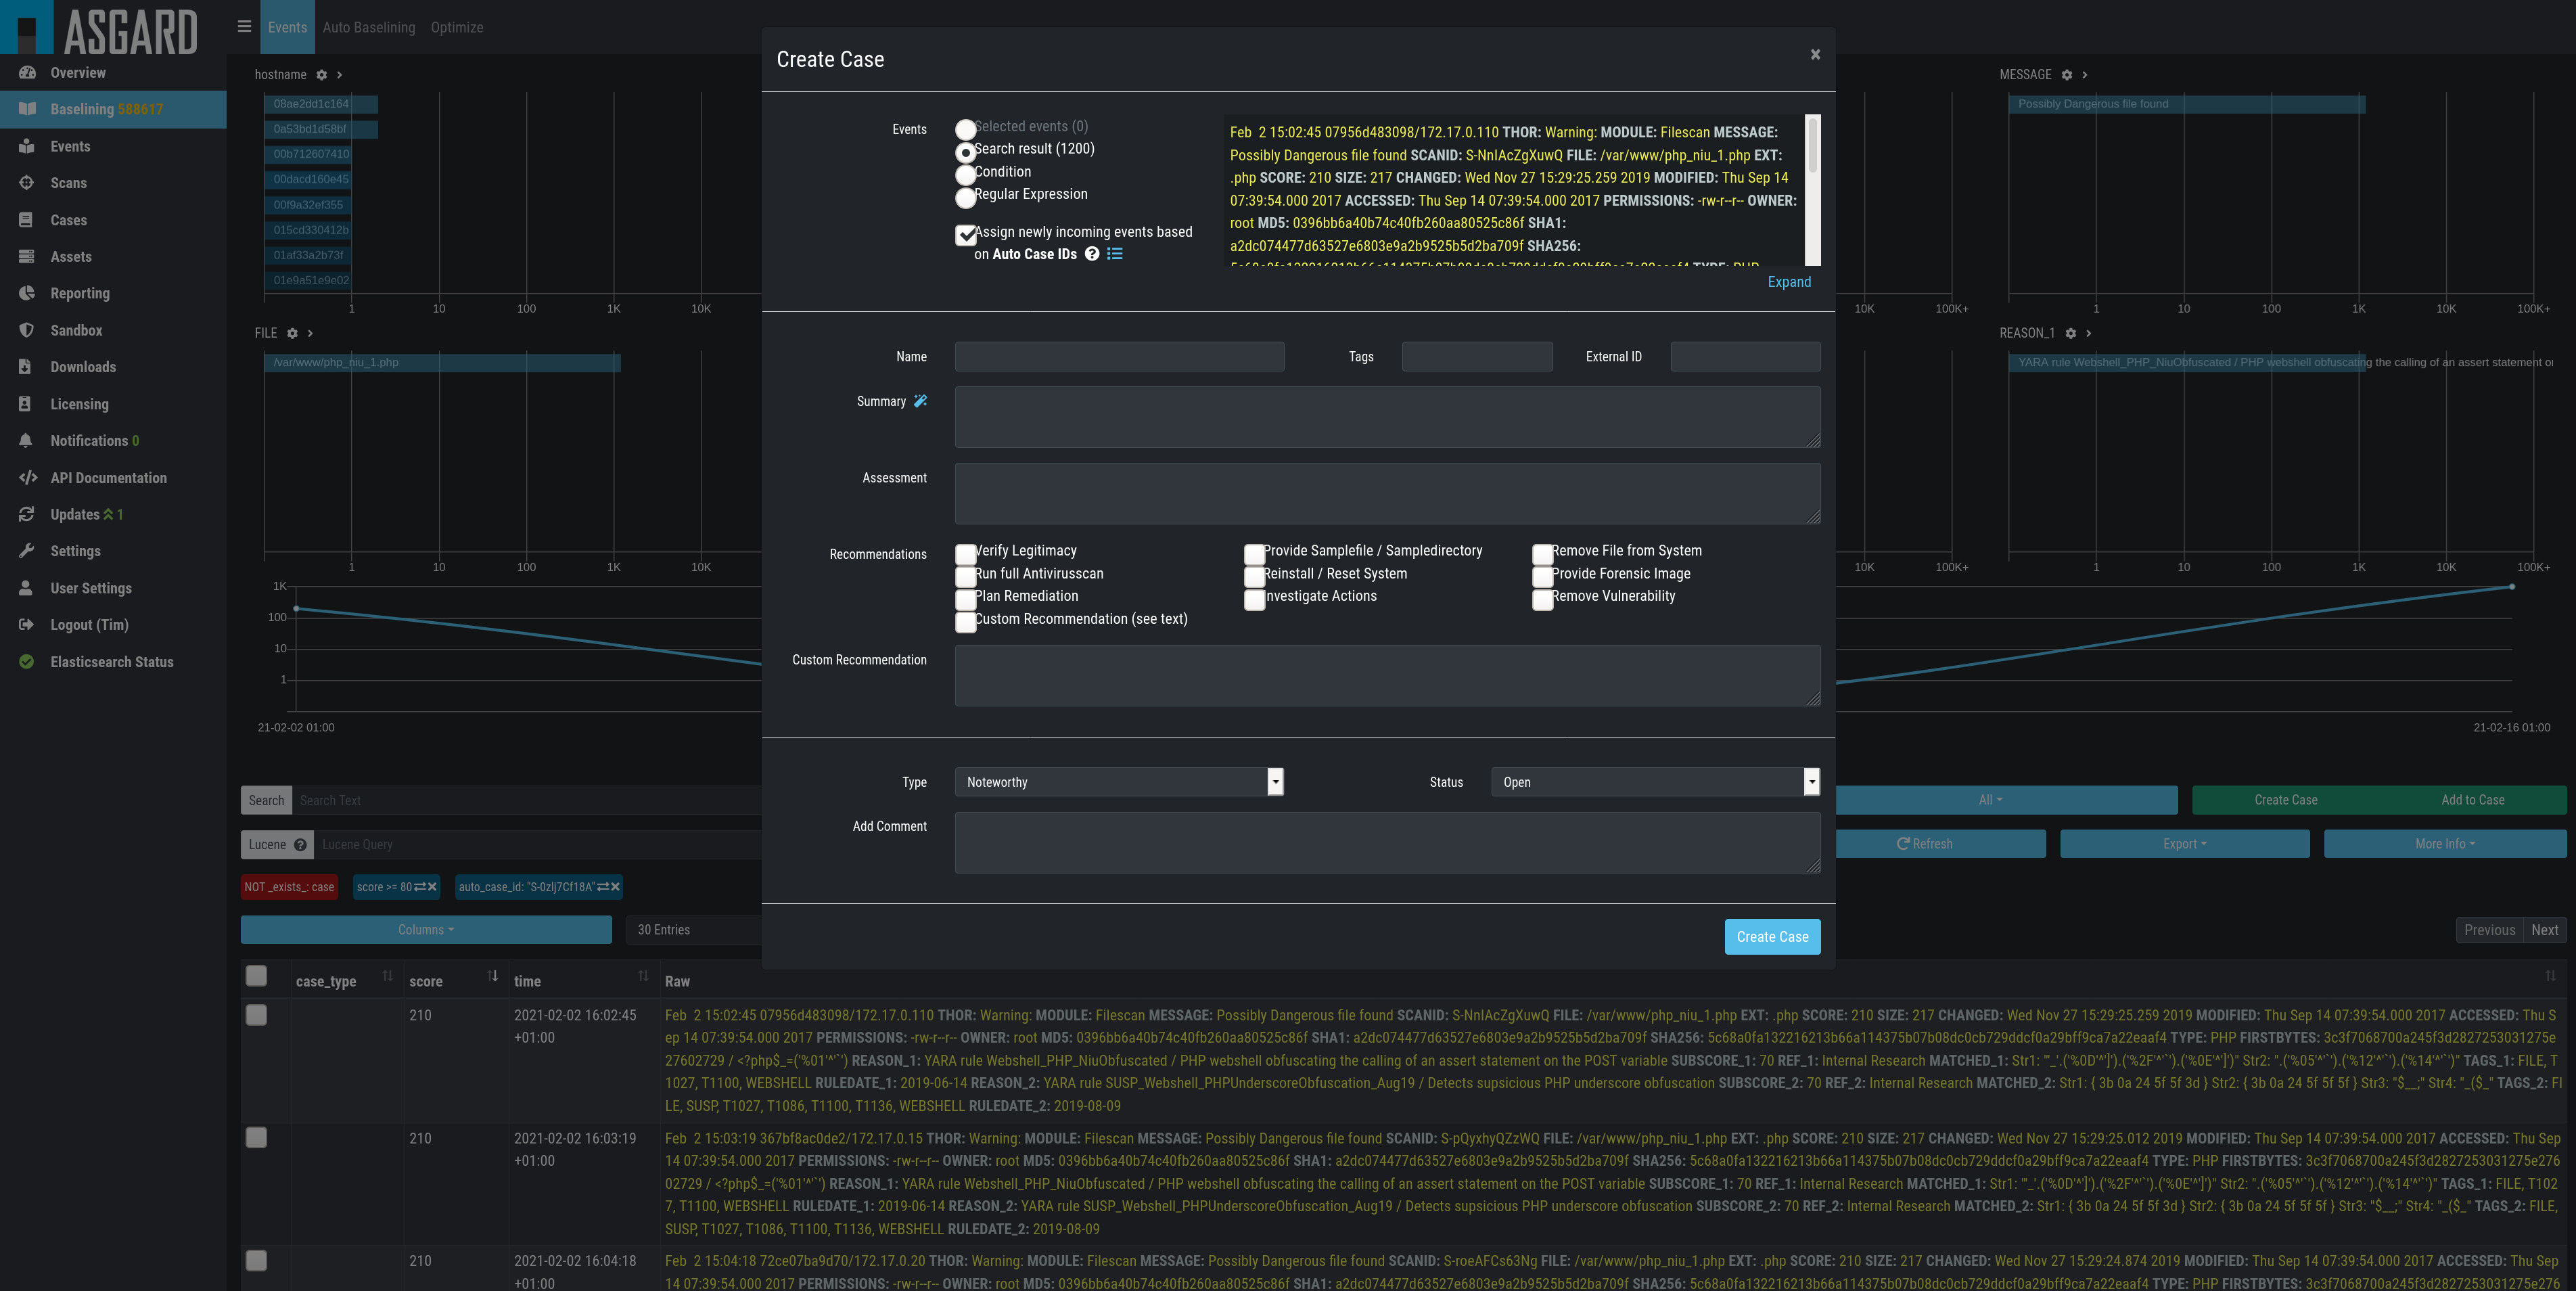 ASGARD
Events
Auto Baselining
Optimize
Overview
Baselining 588617
Events
Scans
Cases
Assets
Reporting
Sandbox
Downloads
Licensing
Notifications 0
API Documentation
Updates 1
Settings
User Settings
Logout (Tim)
Elasticsearch Status
hostname
08ae2dd1c164
0a53bd1d58bf
00b712607410
00dacd160e45
00f9a32ef355
015cd330412b
01af33a2b73f
01e9a51e9e02
1 10 100 1K 10K
FILE
/var/www/php_niu_1.php
1 10 100 1K 10K
1K
100
10
1
21-02-02 01:00
Create Case
×
Events
Selected events (0)
Search result (1200)
Condition
Regular Expression
Assign newly incoming events based
on Auto Case IDs
Feb 2 15:02:45 07956d483098/172.17.0.110 THOR: Warning: MODULE: Filescan MESSAGE:
Possibly Dangerous file found SCANID: S-NnIAcZgXuwQ FILE: /var/www/php_niu_1.php EXT:
.php SCORE: 210 SIZE: 217 CHANGED: Wed Nov 27 15:29:25.259 2019 MODIFIED: Thu Sep 14
07:39:54.000 2017 ACCESSED: Thu Sep 14 07:39:54.000 2017 PERMISSIONS: -rw-r--r-- OWNER:
root MD5: 0396bb6a40b74c40fb260aa80525c86f SHA1:
a2dc074477d63527e6803e9a2b9525b5d2ba709f SHA256:
Expand
Name
Tags
External ID
Summary
Assessment
Recommendations
Verify Legitimacy
Provide Samplefile / Sampledirectory
Remove File from System
Run full Antivirusscan
Reinstall / Reset System
Provide Forensic Image
Plan Remediation
Investigate Actions
Remove Vulnerability
Custom Recommendation (see text)
Custom Recommendation
Type
Noteworthy
Status
Open
Add Comment
Create Case
10K 100K+
MESSAGE
Possibly Dangerous file found
1 10 100 1K 10K 100K+
REASON_1
YARA rule Webshell_PHP_NiuObfuscated / PHP webshell obfuscating the calling of an assert statement
10K 100K+
1 10 100 1K 10K 100K+
21-02-16 01:00
Search
Search Text
All
Create Case
Add to Case
Lucene
Lucene Query
Refresh
Export
More Info
NOT _exists_: case
score >= 80
auto_case_id: "S-0zlj7Cf18A"
Columns
30 Entries
Previous
Next
case_type score time Raw
210
2021-02-02 16:02:45
+01:00
Feb 2 15:02:45 07956d483098/172.17.0.110 THOR: Warning: MODULE: Filescan MESSAGE: Possibly Dangerous file found SCANID: S-NnIAcZgXuwQ FILE: /var/www/php_niu_1.php EXT: .php SCORE: 210 SIZE: 217 CHANGED: Wed Nov 27 15:29:25.259 2019 MODIFIED: Thu Sep 14 07:39:54.000 2017 ACCESSED: Thu S
ep 14 07:39:54.000 2017 PERMISSIONS: -rw-r--r-- OWNER: root MD5: 0396bb6a40b74c40fb260aa80525c86f SHA1: a2dc074477d63527e6803e9a2b9525b5d2ba709f SHA256: 5c68a0fa132216213b66a114375b07b08dc0cb729ddcf0a29bff9ca7a22eaaf4 TYPE: PHP FIRSTBYTES: 3c3f7068700a245f3d2827253031275e
27602729 / <?php$_=('%01'^'`') REASON_1: YARA rule Webshell_PHP_NiuObfuscated / PHP webshell obfuscating the calling of an assert statement on the POST variable SUBSCORE_1: 70 REF_1: Internal Research MATCHED_1: Str1: "'_'.('%0D'^']').('%2F'^'`').('%0E'^']')" Str2: ".('%05'^'`').('%12'^'`').('%14'^'`')" TAGS_1: FILE, T
1027, T1100, WEBSHELL RULEDATE_1: 2019-06-14 REASON_2: YARA rule SUSP_Webshell_PHPUnderscoreObfuscation_Aug19 / Detects supsicious PHP underscore obfuscation SUBSCORE_2: 70 REF_2: Internal Research MATCHED_2: Str1: { 3b 0a 24 5f 5f 3d } Str2: { 3b 0a 24 5f 5f 5f } Str3: "$__;" Str4: "_($_" TAGS_2: FI
LE, SUSP, T1027, T1086, T1100, T1136, WEBSHELL RULEDATE_2: 2019-08-09
210
2021-02-02 16:03:19
+01:00
Feb 2 15:03:19 367bf8ac0de2/172.17.0.15 THOR: Warning: MODULE: Filescan MESSAGE: Possibly Dangerous file found SCANID: S-pQyxhyQZzWQ FILE: /var/www/php_niu_1.php EXT: .php SCORE: 210 SIZE: 217 CHANGED: Wed Nov 27 15:29:25.012 2019 MODIFIED: Thu Sep 14 07:39:54.000 2017 ACCESSED: Thu Sep
14 07:39:54.000 2017 PERMISSIONS: -rw-r--r-- OWNER: root MD5: 0396bb6a40b74c40fb260aa80525c86f SHA1: a2dc074477d63527e6803e9a2b9525b5d2ba709f SHA256: 5c68a0fa132216213b66a114375b07b08dc0cb729ddcf0a29bff9ca7a22eaaf4 TYPE: PHP FIRSTBYTES: 3c3f7068700a245f3d2827253031275e276
02729 / <?php$_=('%01'^'`') REASON_1: YARA rule Webshell_PHP_NiuObfuscated / PHP webshell obfuscating the calling of an assert statement on the POST variable SUBSCORE_1: 70 REF_1: Internal Research MATCHED_1: Str1: "'_'.('%0D'^']').('%2F'^'`').('%0E'^']')" Str2: ".('%05'^'`').('%12'^'`').('%14'^'`')" TAGS_1: FILE, T102
7, T1100, WEBSHELL RULEDATE_1: 2019-06-14 REASON_2: YARA rule SUSP_Webshell_PHPUnderscoreObfuscation_Aug19 / Detects supsicious PHP underscore obfuscation SUBSCORE_2: 70 REF_2: Internal Research MATCHED_2: Str1: { 3b 0a 24 5f 5f 3d } Str2: { 3b 0a 24 5f 5f 5f } Str3: "$__;" Str4: "_($_" TAGS_2: FILE,
SUSP, T1027, T1086, T1100, T1136, WEBSHELL RULEDATE_2: 2019-08-09
210
2021-02-02 16:04:18
+01:00
Feb 2 15:04:18 72ce07ba9d70/172.17.0.20 THOR: Warning: MODULE: Filescan MESSAGE: Possibly Dangerous file found SCANID: S-roeAFCs63Ng FILE: /var/www/php_niu_1.php EXT: .php SCORE: 210 SIZE: 217 CHANGED: Wed Nov 27 15:29:24.874 2019 MODIFIED: Thu Sep 14 07:39:54.000 2017 ACCESSED: Thu Sep
14 07:39:54.000 2017 PERMISSIONS: -rw-r--r-- OWNER: root MD5: 0396bb6a40b74c40fb260aa80525c86f SHA1: a2dc074477d63527e6803e9a2b9525b5d2ba709f SHA256: 5c68a0fa132216213b66a114375b07b08dc0cb729ddcf0a29bff9ca7a22eaaf4 TYPE: PHP FIRSTBYTES: 3c3f7068700a245f3d2827253031275e276